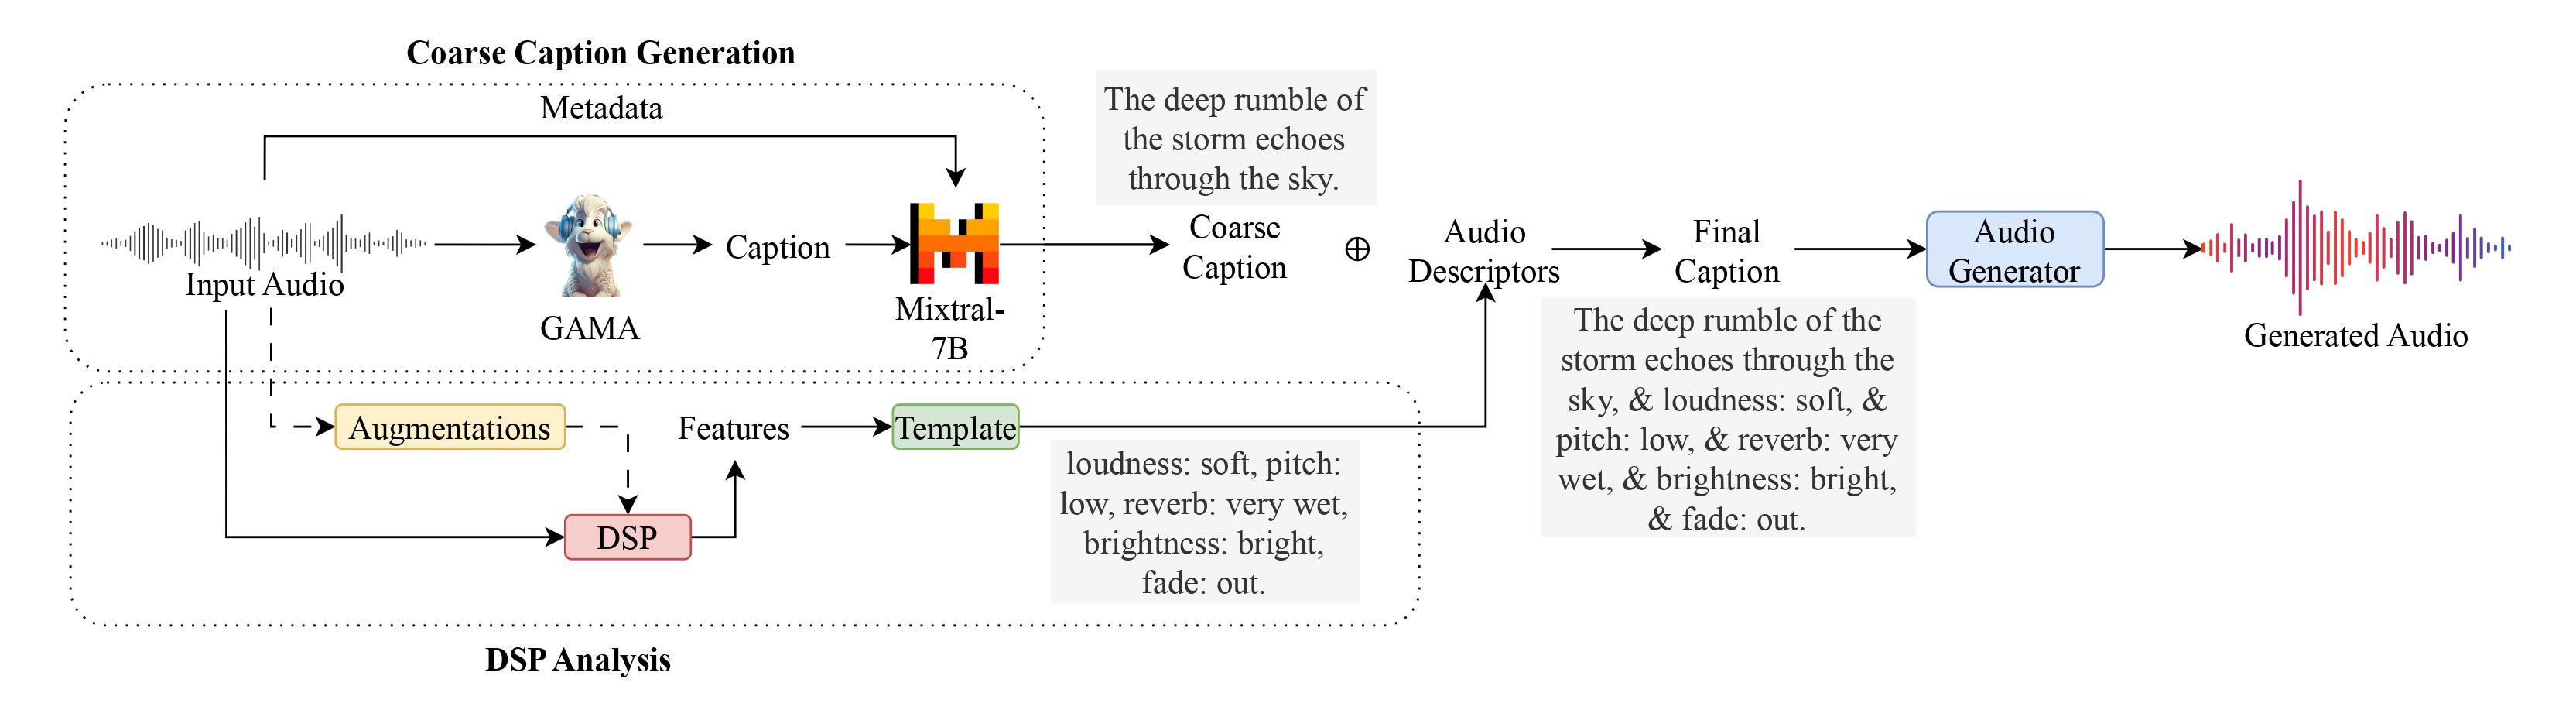 Coarse Caption Generation
Metadata
Input Audio
GAMA
Caption
Mixtral-
7B
The deep rumble of
the storm echoes
through the sky.
Coarse
Caption
Audio
Descriptors
Final
Caption
Audio
Generator
Generated Audio
The deep rumble of the
storm echoes through the
sky, & loudness: soft, &
pitch: low, & reverb: very
wet, & brightness: bright,
& fade: out.
Augmentations
Features
Template
DSP
loudness: soft, pitch:
low, reverb: very wet,
brightness: bright,
fade: out.
DSP Analysis